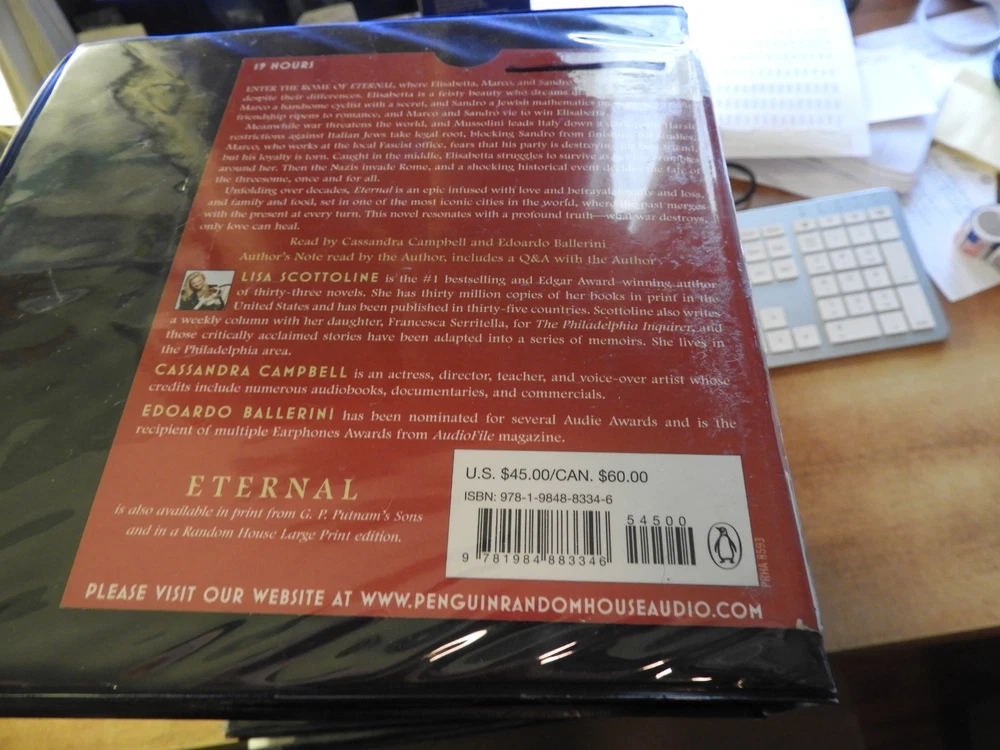 19 HOURS
ENTER THE ROME OF ETERNAL, where Elisabetta, Marco, and Sandro
despite their differences. Elisabetta is a feisty beauty who dreams
Marco a handsome cyclist with a secret, and Sandro a Jewish mathematics
friendship ripens to romance, and Marco and Sandro vie to win Elisabetta
Meanwhile war threatens the world, and Mussolini leads Italy down a Harsh
restrictions against Italian Jews take legal root, blocking Sandro from studies.
Marco, who works at the local Fascist office, fears that his party is destroying friend,
but his loyalty is torn. Caught in the middle, Elisabetta struggles to survive
around her. Then the Nazis invade Rome, and a shocking historical event the fate of
the threesome, once and for all.
Unfolding over decades, Eternal is an epic infused with love and betrayal, and loss,
and family and food, set in one of the most iconic cities in the world, where the past merges
with the present at every turn. This novel resonates with a profound truth—what war destroys,
only love can heal.
Read by Cassandra Campbell and Edoardo Ballerini
Author's Note read by the Author, includes a Q&A with the Author
LISA SCOTTOLINE is the #1 bestselling and Edgar Award-winning author
of thirty-three novels. She has thirty million copies of her books in print in the
United States and has been published in thirty-five countries. Scottoline also writes
a weekly column with her daughter, Francesca Serritella, for The Philadelphia Inquirer, and
those critically acclaimed stories have been adapted into a series of memoirs. She lives in
the Philadelphia area.
CASSANDRA CAMPBELL is an actress, director, teacher, and voice-over artist whose
credits include numerous audiobooks, documentaries, and commercials.
EDOARDO BALLERINI has been nominated for several Audie Awards and is the
recipient of multiple Earphones Awards from AudioFile magazine.
ETERNAL
is also available in print from G. P. Putnam's Sons
and in a Random House Large Print edition.
U.S. $45.00/CAN. $60.00
ISBN: 978-1-9848-8334-6
54500
9 781984 883346
PRHA 8593
PLEASE VISIT OUR WEBSITE AT WWW.PENGUINRANDOMHOUSEAUDIO.COM